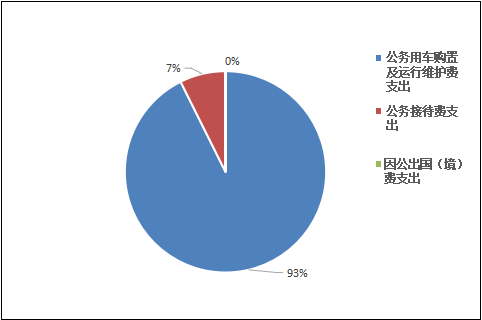 0%
7%
93%
公务用车购置
及运行维护费
支出
公务接待费支
出
因公出国（境）
费支出